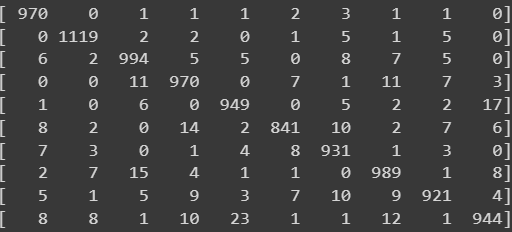 [ 970 0 1 1 1 2 3 1 1 0]
[ 0 1119 2 2 0 1 5 1 5 0]
[ 6 2 994 5 5 0 8 7 5 0]
[ 0 0 11 970 0 7 1 11 7 3]
[ 1 0 6 0 949 0 5 2 2 17]
[ 8 2 0 14 2 841 10 2 7 6]
[ 7 3 0 1 4 8 931 1 3 0]
[ 2 7 15 4 1 1 0 989 1 8]
[ 5 1 5 9 3 7 10 9 921 4]
[ 8 8 1 10 23 1 1 12 1 944]